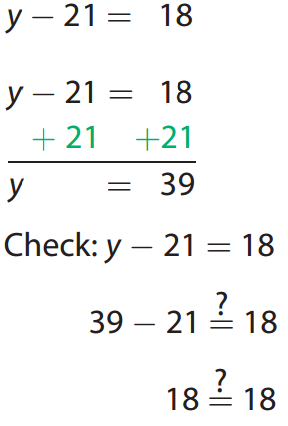 y − 21 = 18
y − 21 = 18
+ 21 +21
y = 39
Check: y − 21 = 18
39 − 21 ≟ 18
18 ≟ 18